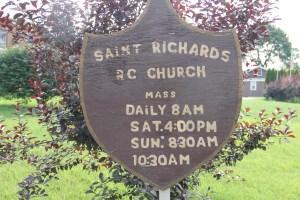 SAINT RICHARDS
RC CHURCH
MASS
DAILY 8AM
SAT. 4:00PM
SUN. 8:30AM
10:30AM